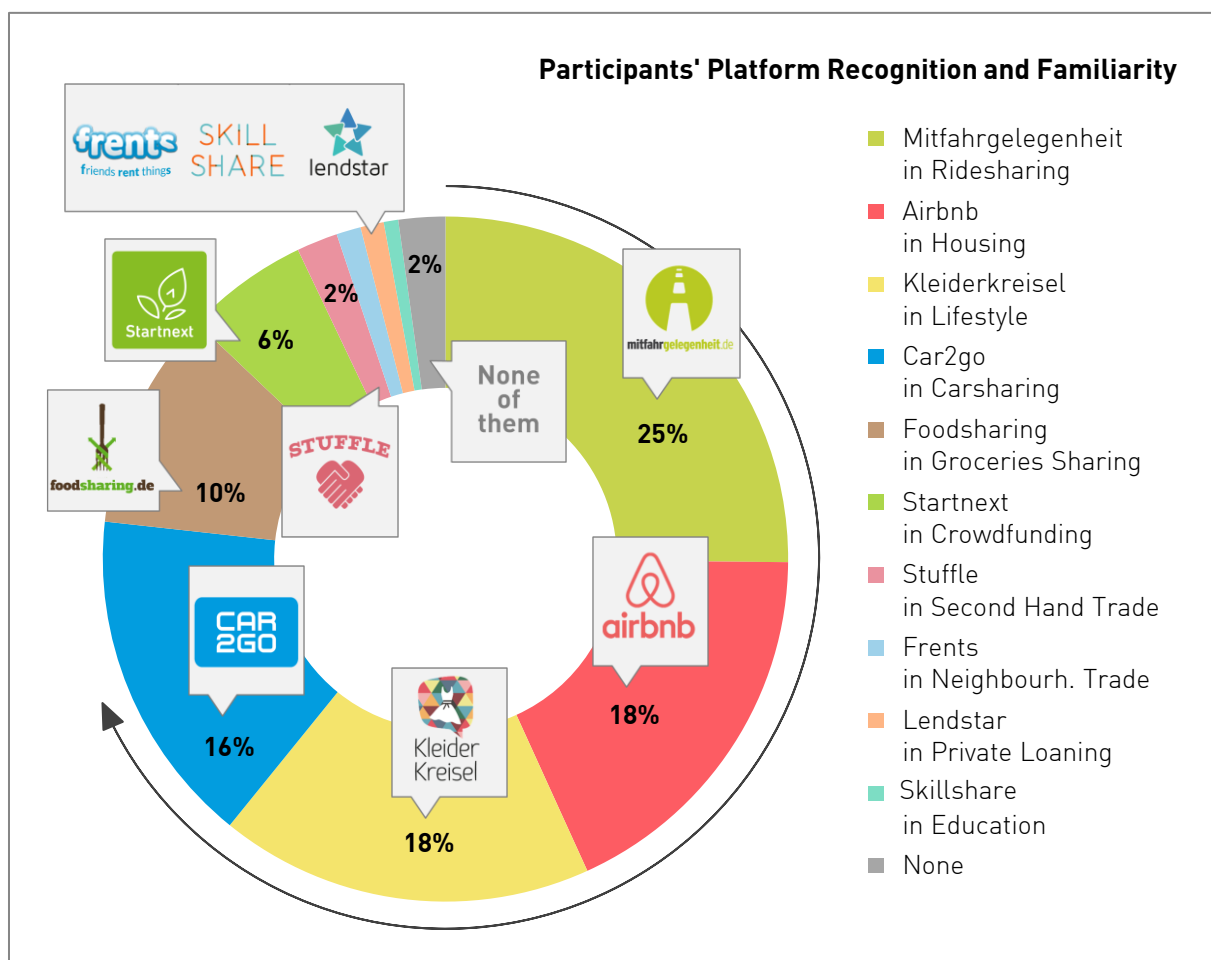 Participants' Platform Recognition and Familiarity
frents
friends rent things
SKILL
SHARE
lendstar
Startnext
foodsharing.de
STUFFLE
None
of
them
mitfahrgelegenheit.de
airbnb
Kleider
Kreisel
CAR
2GO
2%
2%
6%
10%
16%
18%
18%
25%
Mitfahrgelegenheit
in Ridesharing
Airbnb
in Housing
Kleiderkreisel
in Lifestyle
Car2go
in Carsharing
Foodsharing
in Groceries Sharing
Startnext
in Crowdfunding
Stuffle
in Second Hand Trade
Frents
in Neighbourh. Trade
Lendstar
in Private Loaning
Skillshare
in Education
None